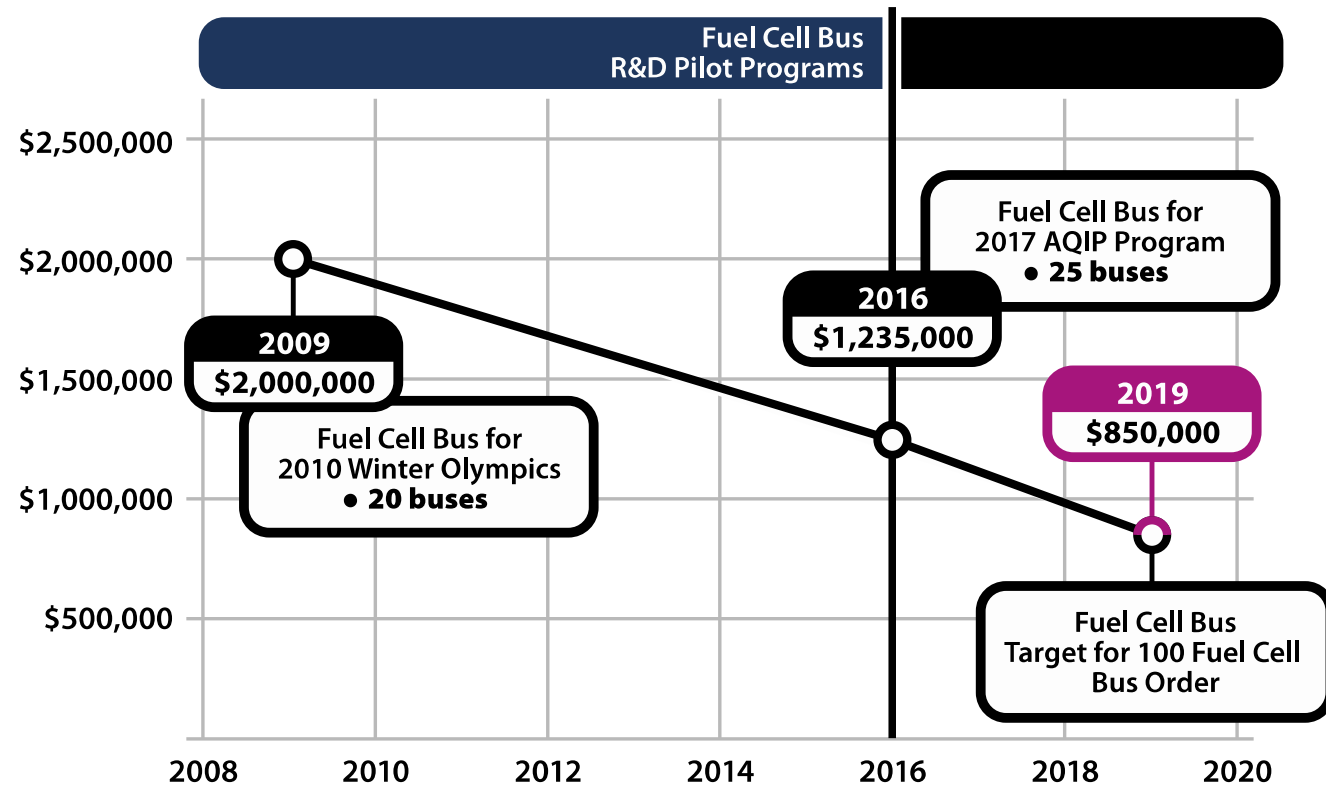 Fuel Cell Bus
R&D Pilot Programs
$2,500,000
$2,000,000
$1,500,000
$1,000,000
$500,000
2009
$2,000,000
Fuel Cell Bus for
2010 Winter Olympics
• 20 buses
Fuel Cell Bus for
2017 AQIP Program
• 25 buses
2016
$1,235,000
2019
$850,000
Fuel Cell Bus
Target for 100 Fuel Cell
Bus Order
2008 2010 2012 2014 2016 2018 2020